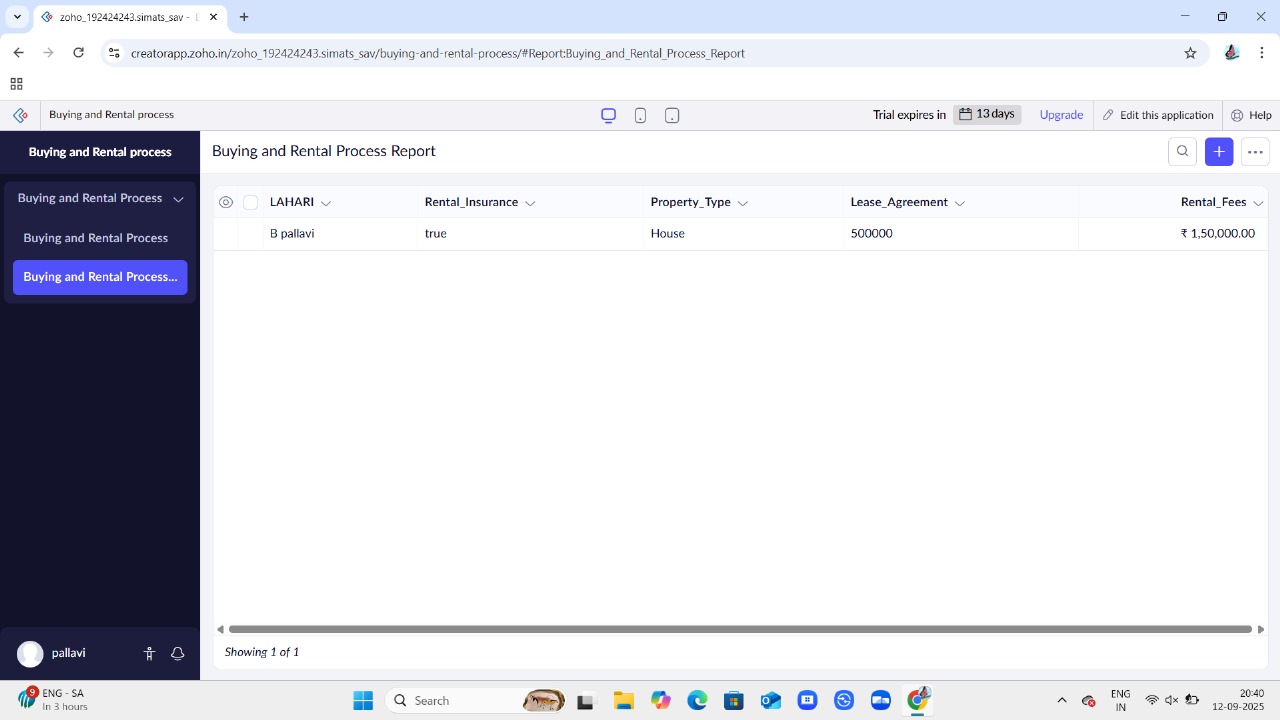 zoho_192424243.simats_sav - L
creatorapp.zoho.in/zoho_192424243.simats_sav/buying-and-rental-process/#Report:Buying_and_Rental_Process_Report
Buying and Rental process
Trial expires in 13 days Upgrade Edit this application Help
Buying and Rental process
Buying and Rental Process
Buying and Rental Process
Buying and Rental Process...
Buying and Rental Process Report
LAHARI Rental_Insurance Property_Type Lease_Agreement Rental_Fees
B pallavi true House 500000 ₹ 1,50,000.00
Showing 1 of 1
pallavi
9
ENG - SA
In 3 hours
Search
ENG
IN
20:40
12-09-2025